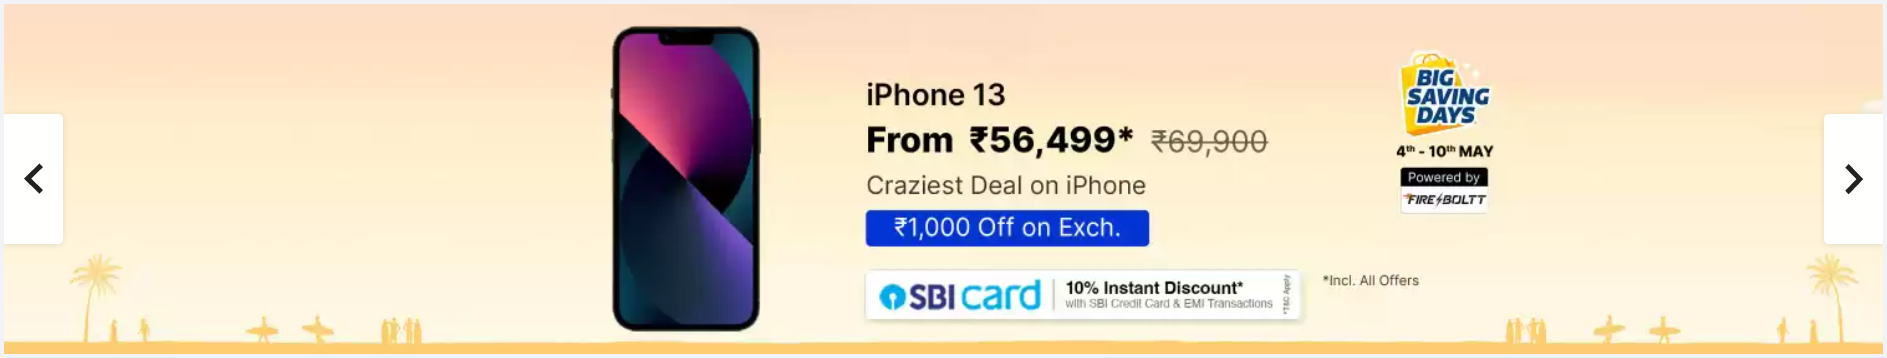 iPhone 13
From ₹56,499* ₹69,900
Craziest Deal on iPhone
₹1,000 Off on Exch.
SBI card
10% Instant Discount*
with SBI Credit Card & EMI Transactions
*T&C Apply
*Incl. All Offers
BIG
SAVING
DAYS
4th - 10th MAY
Powered by
FIRE BOLTT